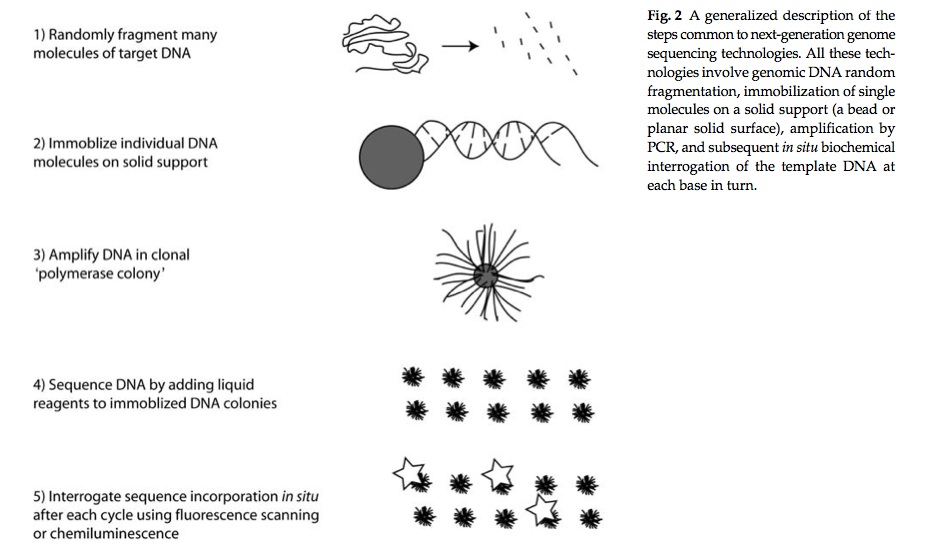 1) Randomly fragment many
molecules of target DNA
2) Immoblize individual DNA
molecules on solid support
3) Amplify DNA in clonal
'polymerase colony'
4) Sequence DNA by adding liquid
reagents to immoblized DNA colonies
5) Interrogate sequence incorporation in situ
after each cycle using fluorescence scanning
or chemiluminescence
Fig. 2 A generalized description of the
steps common to next-generation genome
sequencing technologies. All these tech-
nologies involve genomic DNA random
fragmentation, immobilization of single
molecules on a solid support (a bead or
planar solid surface), amplification by
PCR, and subsequent in situ biochemical
interrogation of the template DNA at
each base in turn.